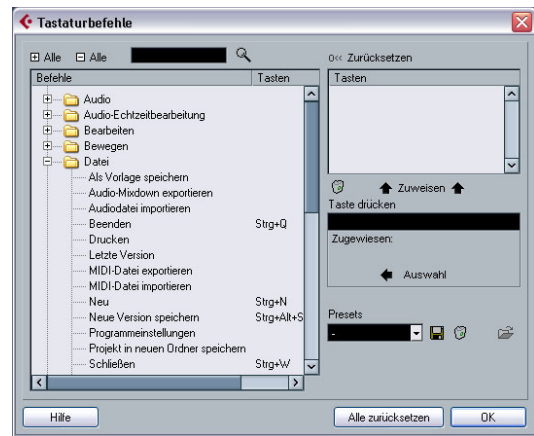 Tastaturbefehle
Alle Alle
0<< Zurücksetzen
Befehle Tasten
Audio
Audio-Echtzeitbearbeitung
Bearbeiten
Bewegen
Datei
Als Vorlage speichern
Audio-Mixdown exportieren
Audiodatei importieren
Beenden Strg+Q
Drucken
Letzte Version
MIDI-Datei exportieren
MIDI-Datei importieren
Neu Strg+N
Neue Version speichern Strg+Alt+S
Programmeinstellungen
Projekt in neuen Ordner speichern
Schließen Strg+W
Tasten
Zuweisen
Taste drücken
Zugewiesen:
Auswahl
Presets
-
Hilfe
Alle zurücksetzen
OK